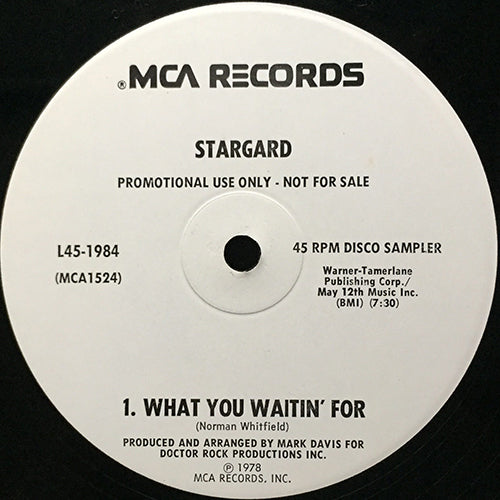 ®MCA RECORDS
STARGARD
PROMOTIONAL USE ONLY - NOT FOR SALE
L45-1984
(MCA1524)
45 RPM DISCO SAMPLER
Warner-Tamerlane
Publishing Corp./
May 12th Music Inc.
(BMI) (7:30)
1. WHAT YOU WAITIN' FOR
(Norman Whitfield)
PRODUCED AND ARRANGED BY MARK DAVIS FOR
DOCTOR ROCK PRODUCTIONS INC.
℗ 1978
MCA RECORDS, INC.